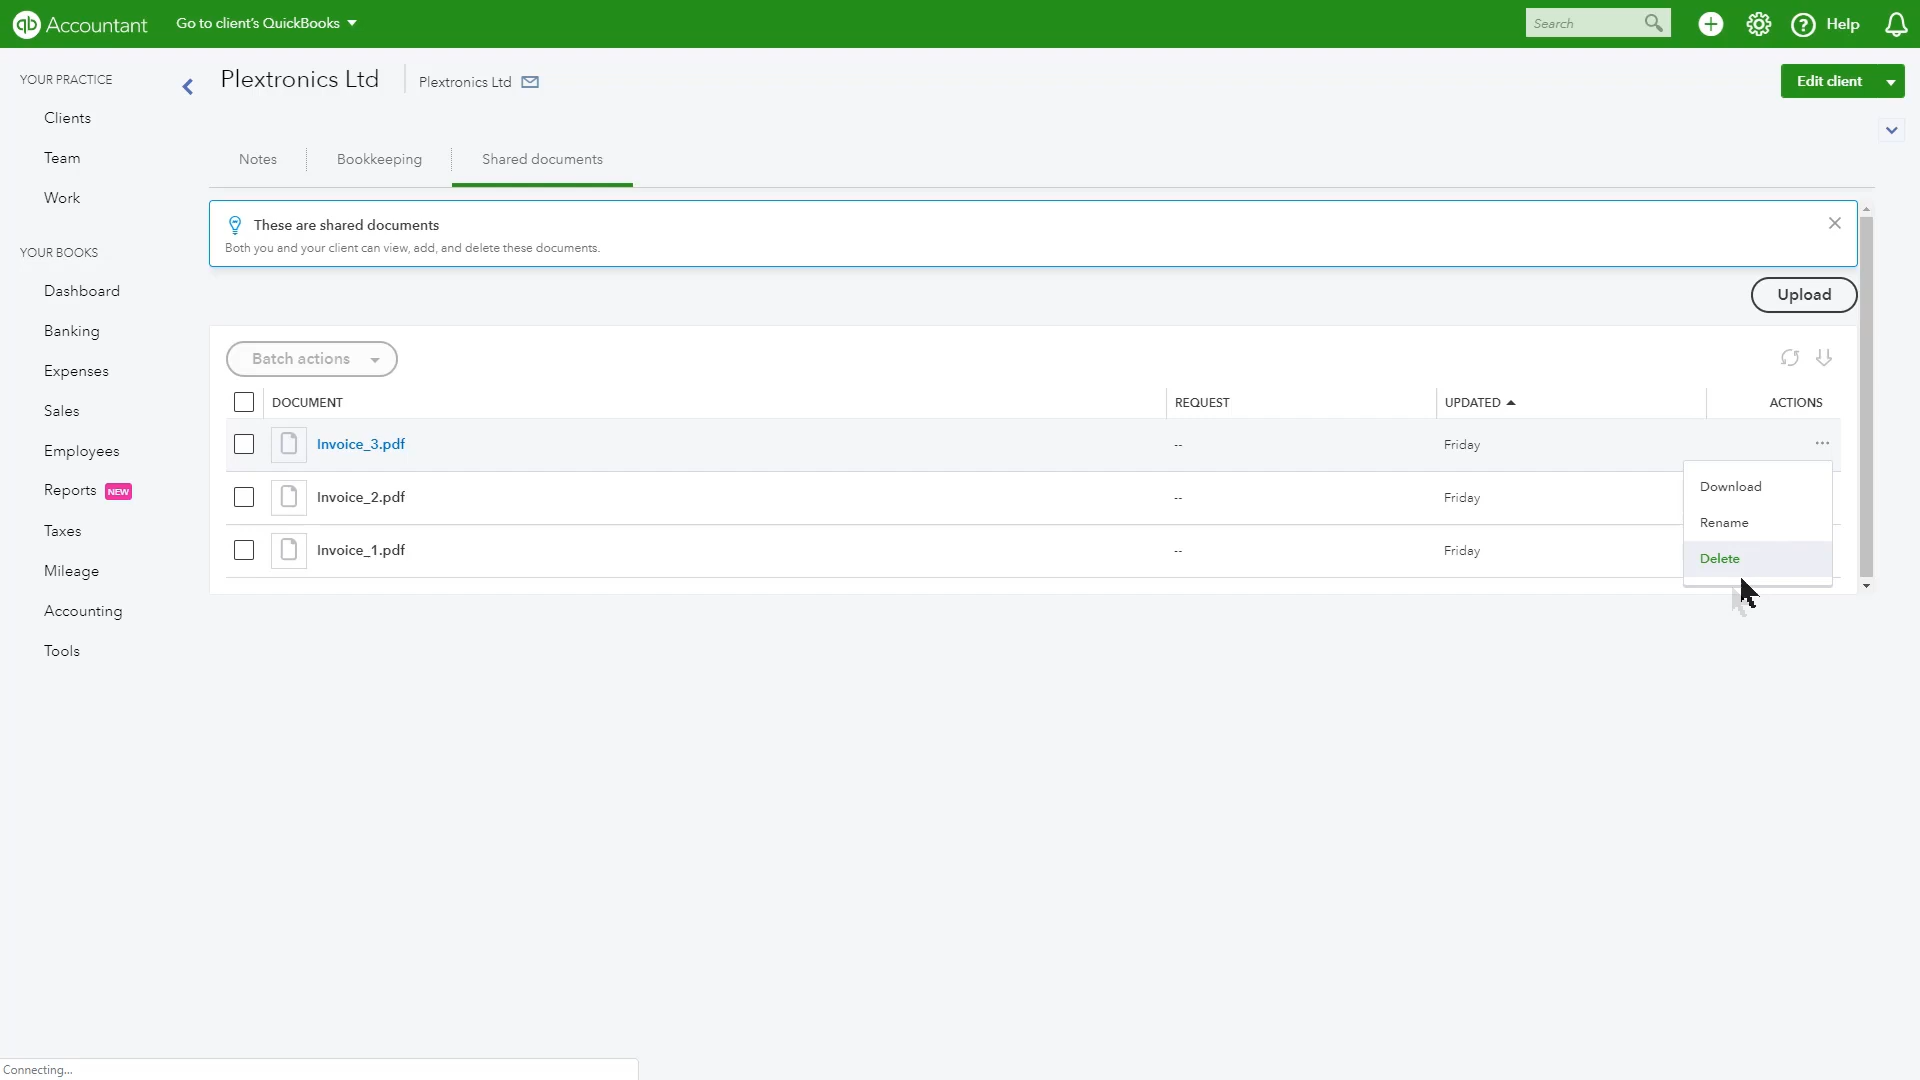 qb Accountant
Go to client's QuickBooks
Search
Help
YOUR PRACTICE
Clients
Team
Work
YOUR BOOKS
Dashboard
Banking
Expenses
Sales
Employees
Reports NEW
Taxes
Mileage
Accounting
Tools
Plextronics Ltd
Plextronics Ltd
Edit client
Notes
Bookkeeping
Shared documents
These are shared documents
Both you and your client can view, add, and delete these documents.
Upload
Batch actions
DOCUMENT REQUEST UPDATED ACTIONS
Invoice_3.pdf -- Friday ...
Invoice_2.pdf -- Friday
Invoice_1.pdf -- Friday
Download
Rename
Delete
Connecting...